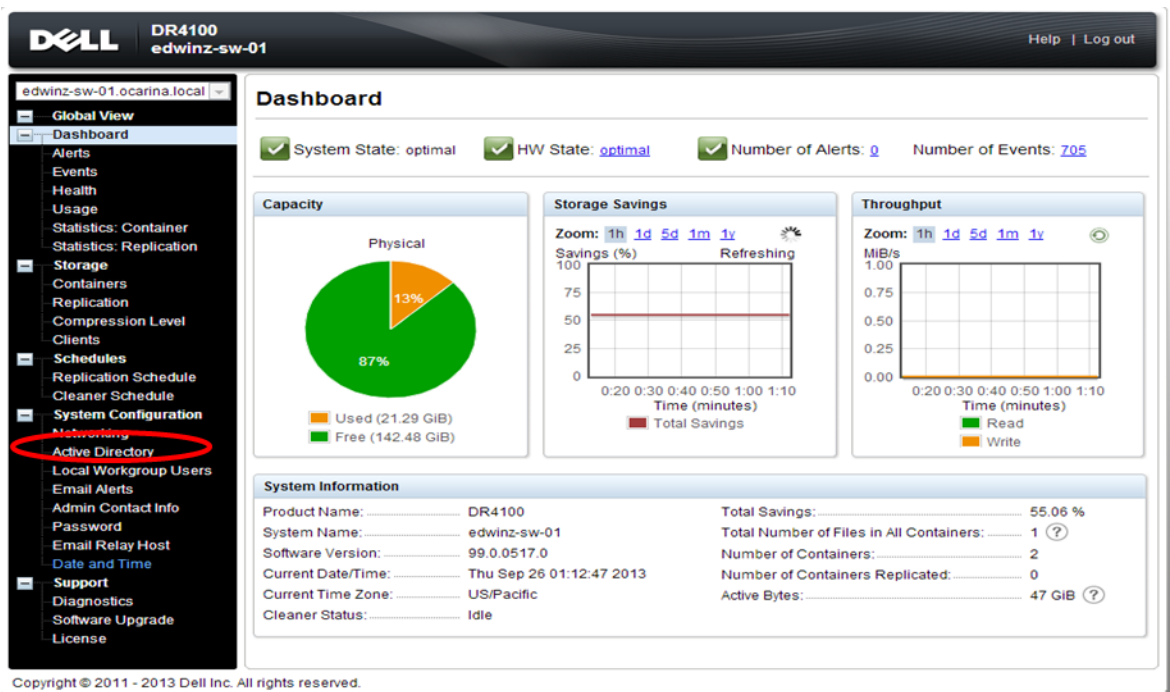 DELL
DR4100
edwinz-sw-01
Help | Log out
edwinz-sw-01.ocarina.local
Global View
Dashboard
Alerts
Events
Health
Usage
Statistics: Container
Statistics: Replication
Storage
Containers
Replication
Compression Level
Clients
Schedules
Replication Schedule
Cleaner Schedule
System Configuration
Networking
Active Directory
Local Workgroup Users
Email Alerts
Admin Contact Info
Password
Email Relay Host
Date and Time
Support
Diagnostics
Software Upgrade
License
Dashboard
System State: optimal
HW State: optimal
Number of Alerts: 0
Number of Events: 705
Capacity
Physical
13%
87%
Used (21.29 GiB)
Free (142.48 GiB)
Storage Savings
Zoom: 1h 1d 5d 1m 1y
Savings (%) Refreshing
100
75
50
25
0
0:20 0:30 0:40 0:50 1:00 1:10
Time (minutes)
Total Savings
Throughput
Zoom: 1h 1d 5d 1m 1y
MiB/s
1.00
0.75
0.50
0.25
0.00
0:20 0:30 0:40 0:50 1:00 1:10
Time (minutes)
Read
Write
System Information
Product Name: DR4100
System Name: edwinz-sw-01
Software Version: 99.0.0517.0
Current Date/Time: Thu Sep 26 01:12:47 2013
Current Time Zone: US/Pacific
Cleaner Status: Idle
Total Savings: 55.06 %
Total Number of Files in All Containers: 1 ?
Number of Containers: 2
Number of Containers Replicated: 0
Active Bytes: 47 GiB ?
Copyright © 2011 - 2013 Dell Inc. All rights reserved.